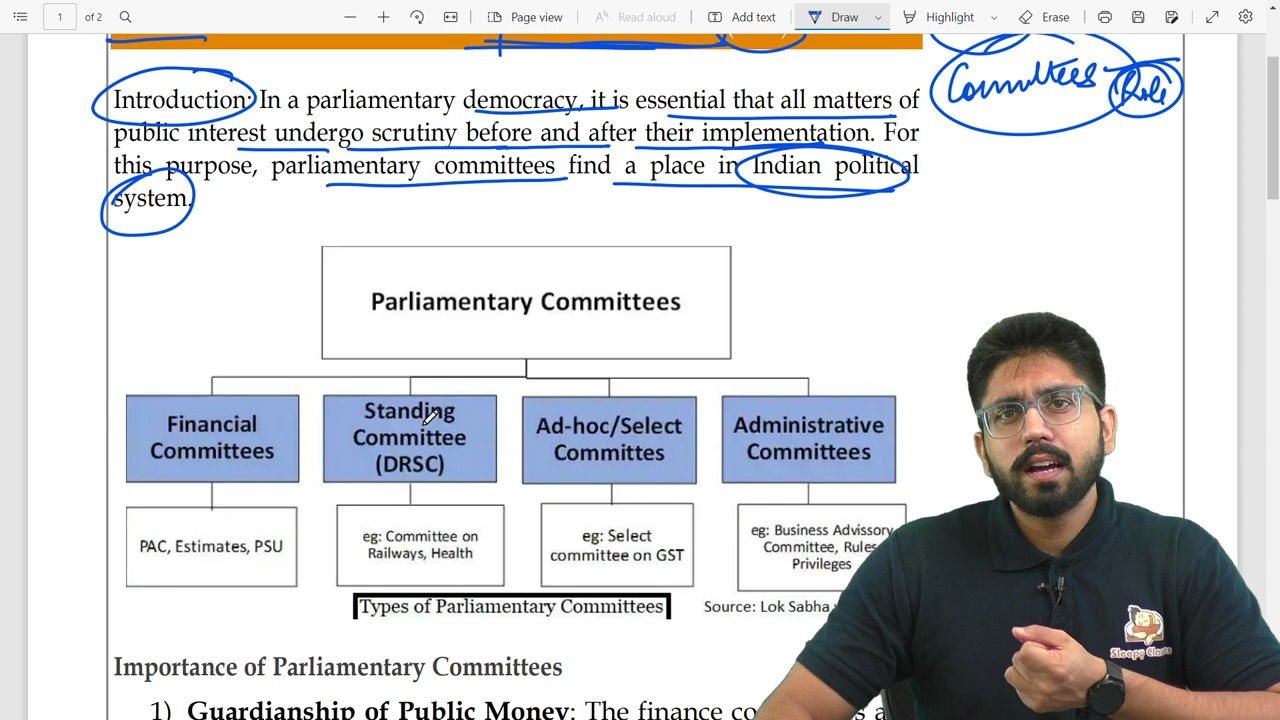 1 of 2 Page view Read aloud Add text Draw Highlight Erase
Committees Role
Introduction: In a parliamentary democracy, it is essential that all matters of
public interest undergo scrutiny before and after their implementation. For
this purpose, parliamentary committees find a place in Indian political
system.
Parliamentary Committees
Financial
Committees
Standing
Committee
(DRSC)
Ad-hoc/Select
Committes
Administrative
Committees
PAC, Estimates, PSU
eg: Committee on
Railways, Health
eg: Select
committee on GST
eg: Business Advisory
Committee, Rules
Privileges
Types of Parliamentary Committees
Source: Lok Sabha
Importance of Parliamentary Committees
1) Guardianship of Public Money: The finance
Sleepy